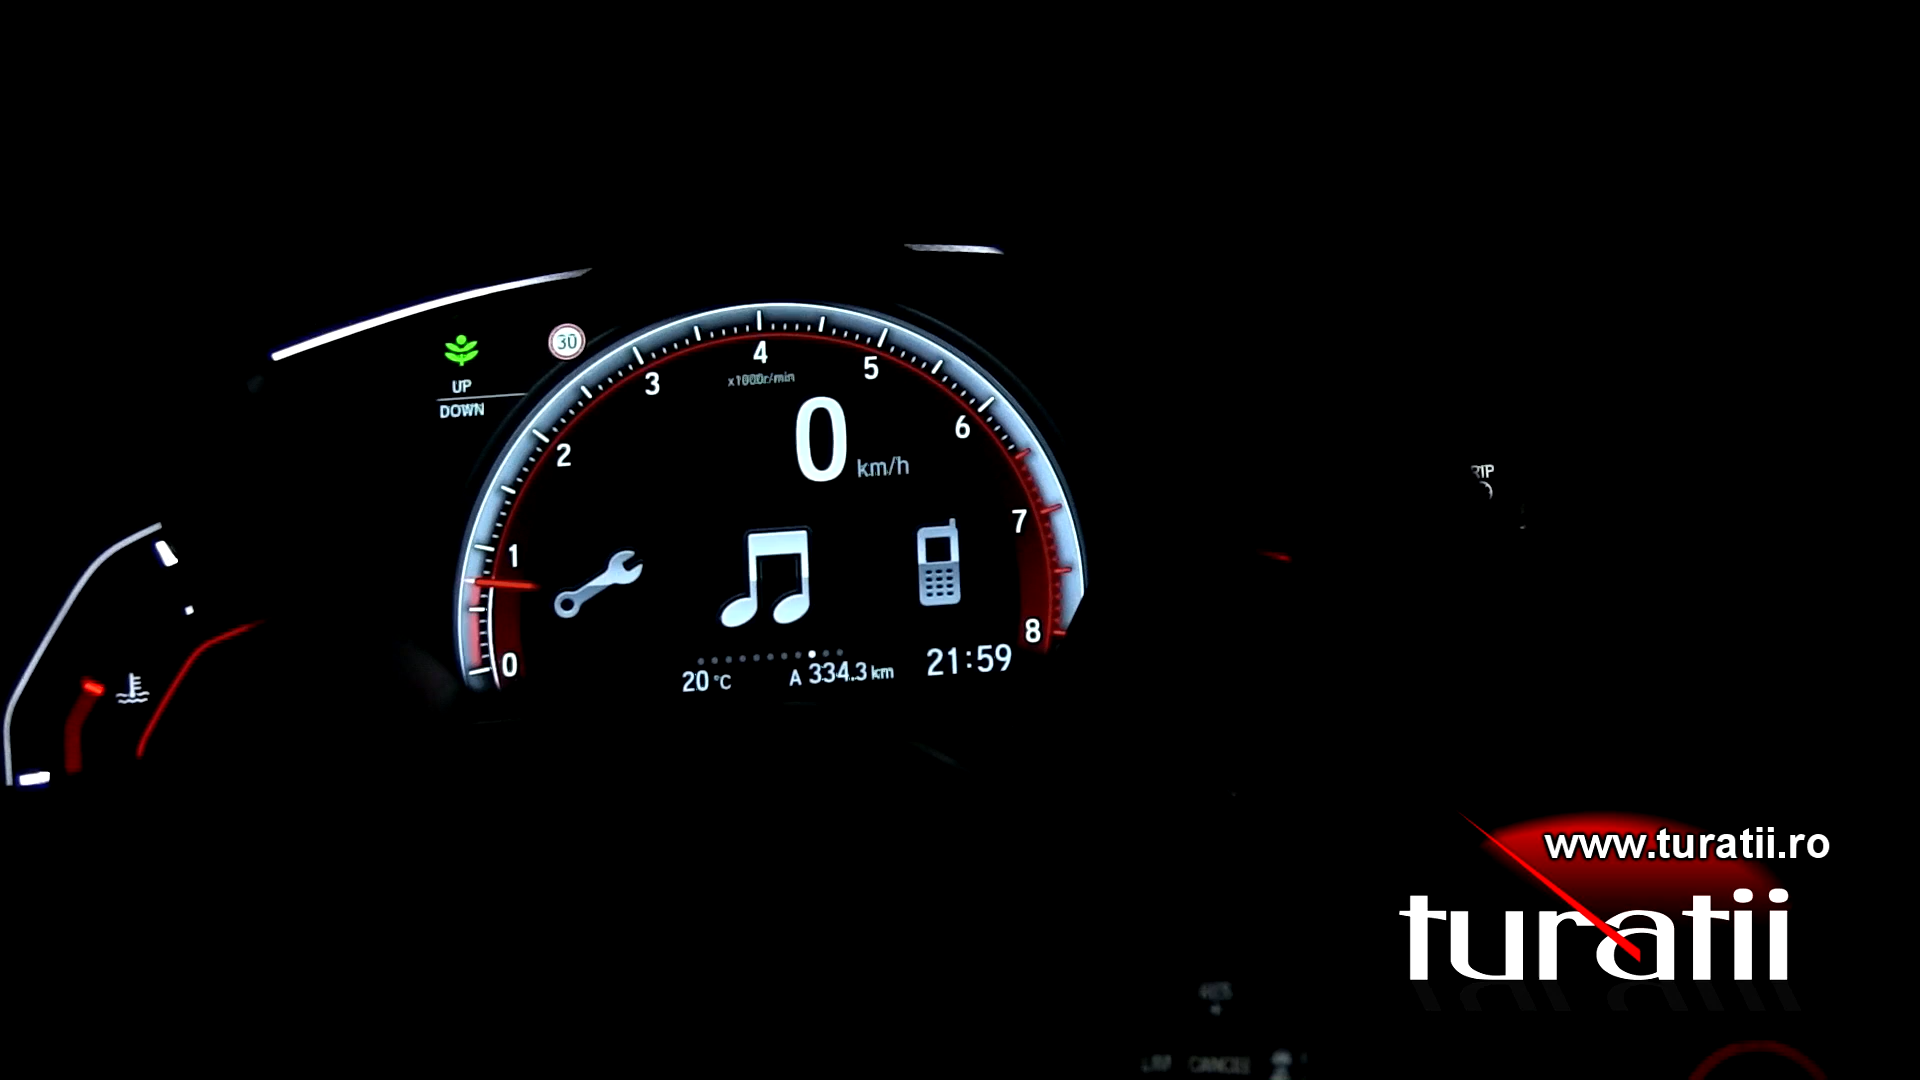 30
UP
DOWN
0 1 2 3 4 5 6 7 8
x1000r/min
0 km/h
20 °C
A 334.3 km
21:59
www.turatii.ro
turatii